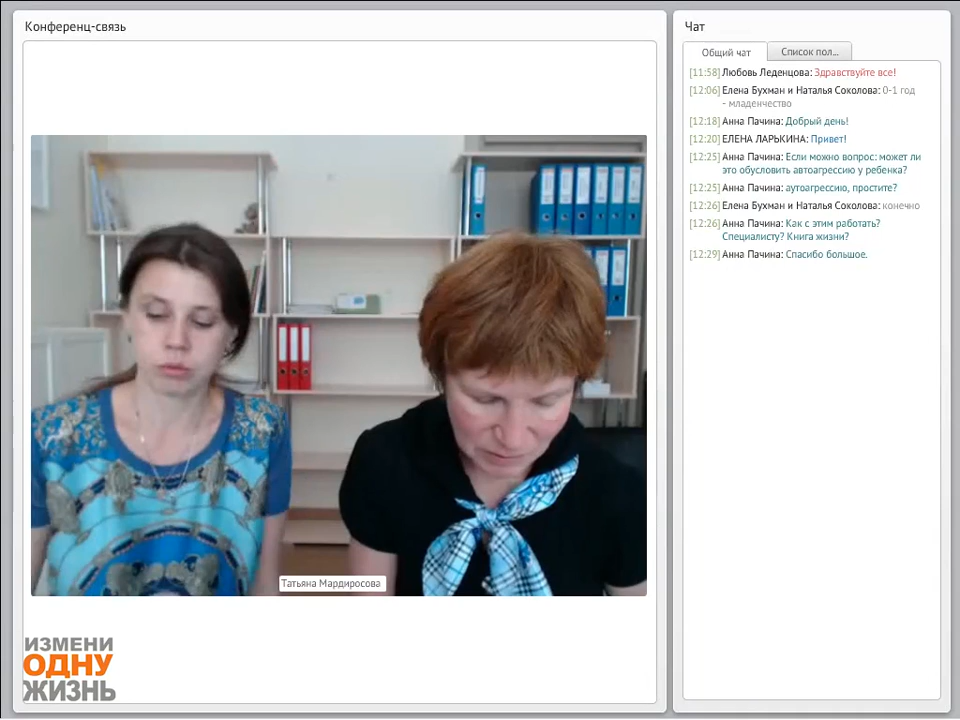 Конференц-связь
Татьяна Мардиросова
ИЗМЕНИ
ОДНУ
ЖИЗНЬ
Чат
Общий чат
Список пол...
[11:58] Любовь Леденцова: Здравствуйте все!
[12:06] Елена Бухман и Наталья Соколова: 0-1 год
- младенчество
[12:18] Анна Пачина: Добрый день!
[12:20] ЕЛЕНА ЛАРЬКИНА: Привет!
[12:25] Анна Пачина: Если можно вопрос: может ли
это обусловить автоагрессию у ребенка?
[12:25] Анна Пачина: аутоагрессию, простите?
[12:26] Елена Бухман и Наталья Соколова: конечно
[12:26] Анна Пачина: Как с этим работать?
Специалисту? Книга жизни?
[12:29] Анна Пачина: Спасибо большое.